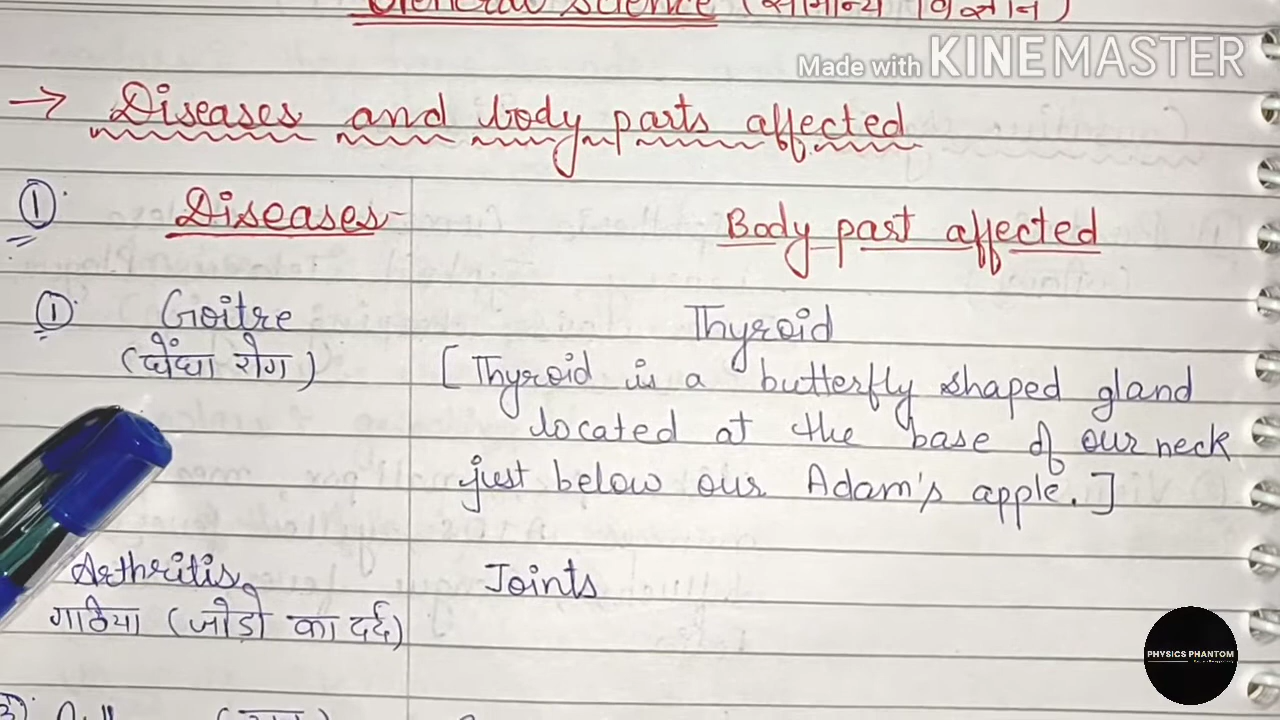 General Science (सामान्य विज्ञान)
Made with KINEMASTER
→ Diseases and body parts affected
① Diseases- Body part affected
① Goitre Thyroid
(घेंघा रोग) [Thyroid is a butterfly shaped gland
located at the base of our neck
just below our Adam's apple.]
Arthritis Joints
गाठिया (जोड़ो का दर्द)
PHYSICS PHANTOM